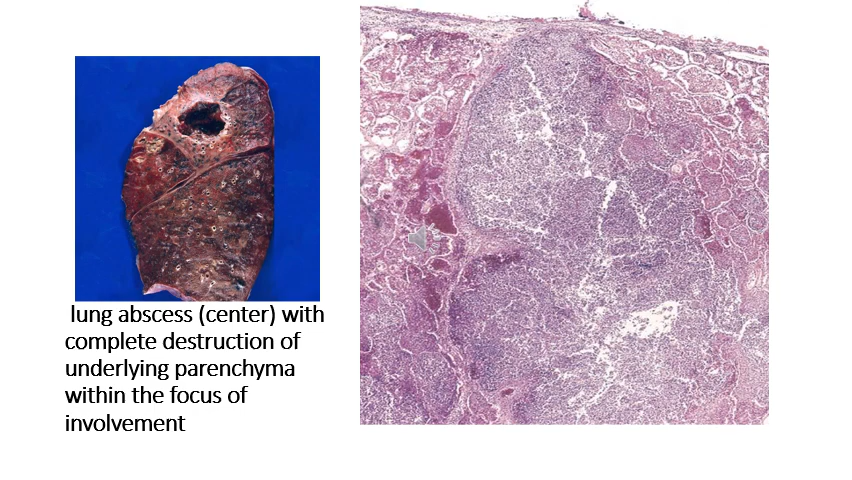 lung abscess (center) with
complete destruction of
underlying parenchyma
within the focus of
involvement